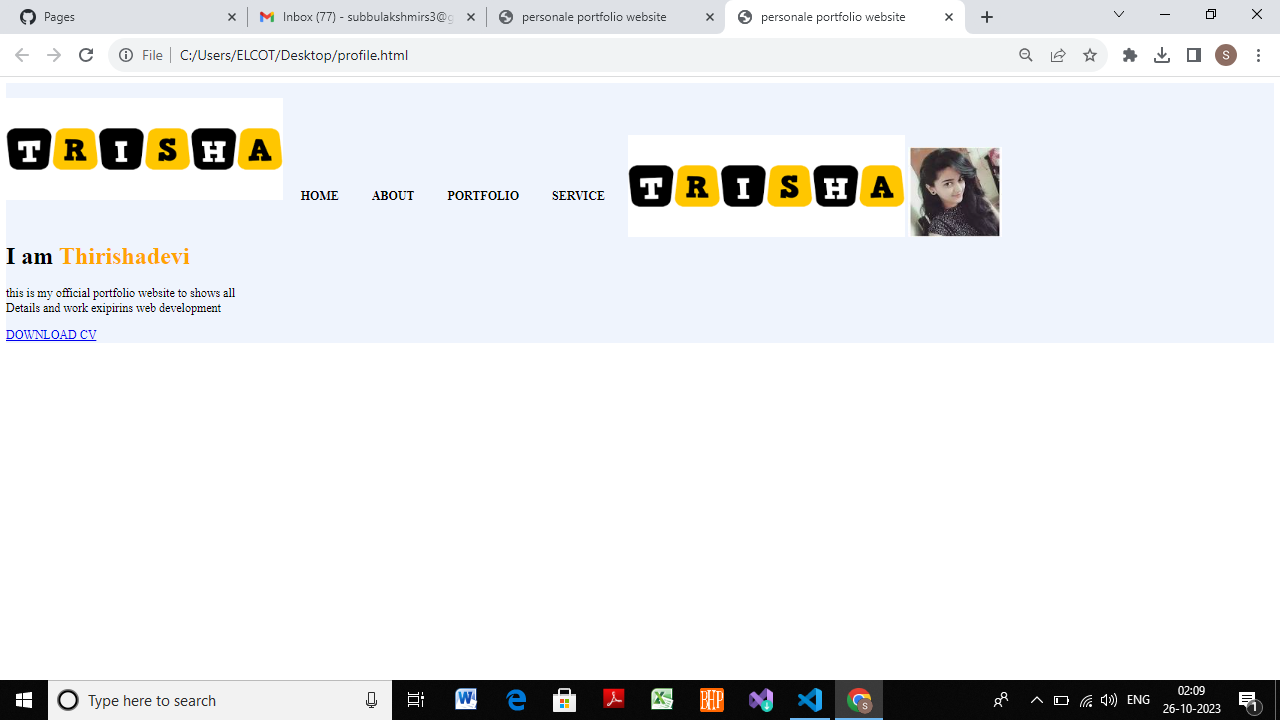 Pages
Inbox (77) - subbulakshmirs3@g
personale portfolio website
personale portfolio website
File
C:/Users/ELCOT/Desktop/profile.html
S
TRISHA
HOME ABOUT PORTFOLIO SERVICE
TRISHA
I am Thirishadevi
this is my official portfolio website to shows all
Details and work exipirins web development
DOWNLOAD CV
Type here to search
ENG
02:09
26-10-2023
1